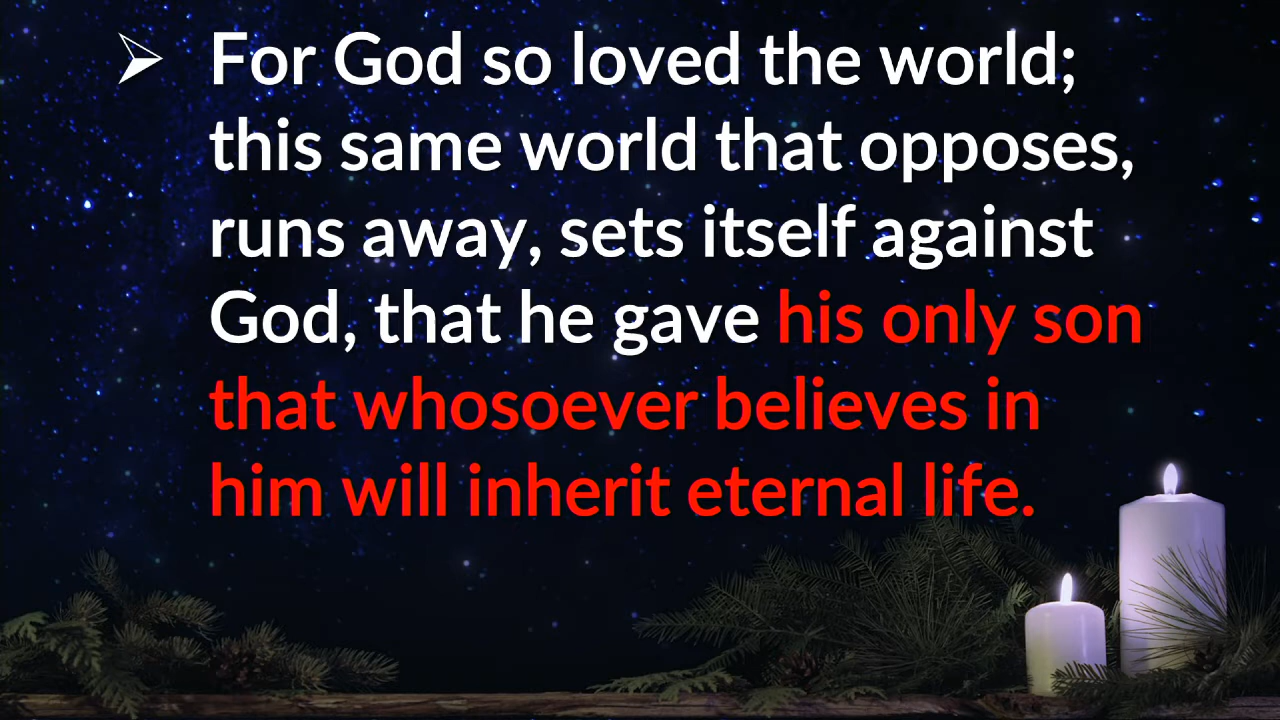 ➢ For God so loved the world;
this same world that opposes,
runs away, sets itself against
God, that he gave his only son
that whosoever believes in
him will inherit eternal life.